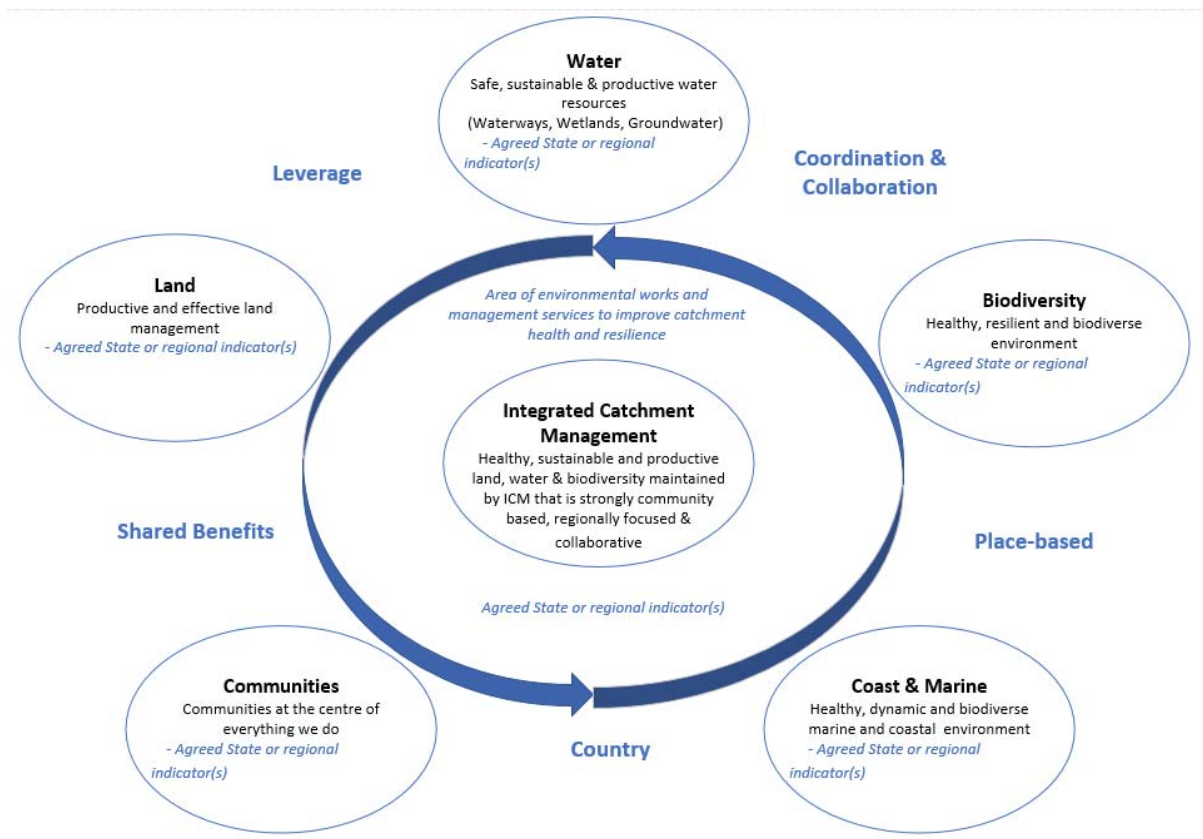 Water
Safe, sustainable & productive water
resources
(Waterways, Wetlands, Groundwater)
- Agreed State or regional
indicator(s)
Leverage
Coordination &
Collaboration
Land
Productive and effective land
management
- Agreed State or regional indicator(s)
Area of environmental works and
management services to improve catchment
health and resilience
Biodiversity
Healthy, resilient and biodiverse
environment
- Agreed State or regional
indicator(s)
Integrated Catchment
Management
Healthy, sustainable and productive
land, water & biodiversity maintained
by ICM that is strongly community
based, regionally focused &
collaborative
Shared Benefits
Place-based
Agreed State or regional indicator(s)
Communities
Communities at the centre of
everything we do
- Agreed State or regional
indicator(s)
Country
Coast & Marine
Healthy, dynamic and biodiverse
marine and coastal  environment
- Agreed State or regional
indicator(s)